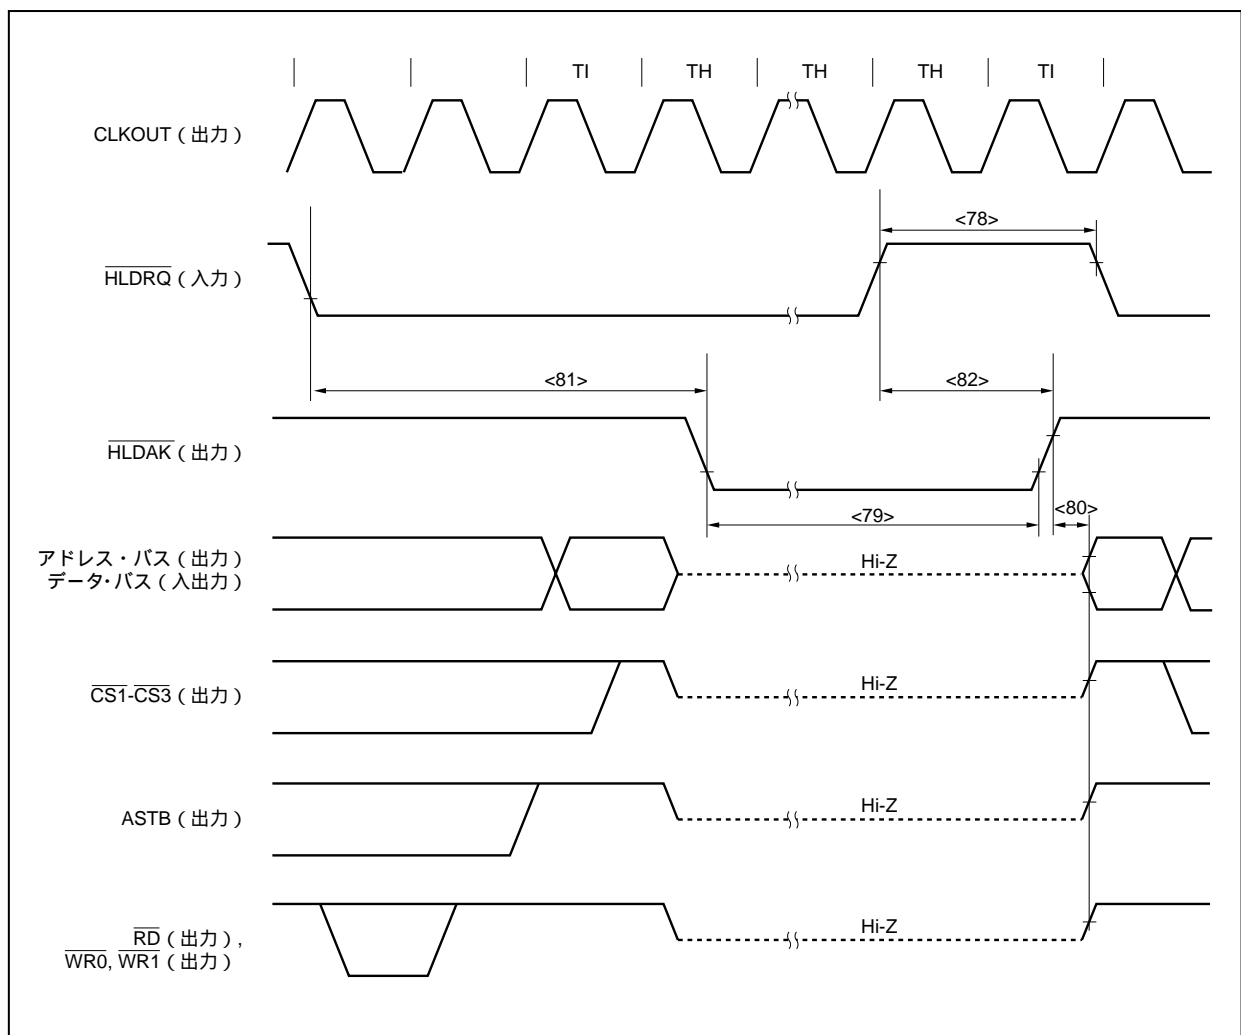 TI TH TH TH TI
CLKOUT（出力）
<78>
HLDRQ（入力）
<81> <82>
HLDAK（出力）
<79> <80>
アドレス・バス（出力） Hi-Z
データ・バス（入出力）
CS1-CS3（出力） Hi-Z
ASTB（出力） Hi-Z
RD（出力）, Hi-Z
WR0, WR1（出力）